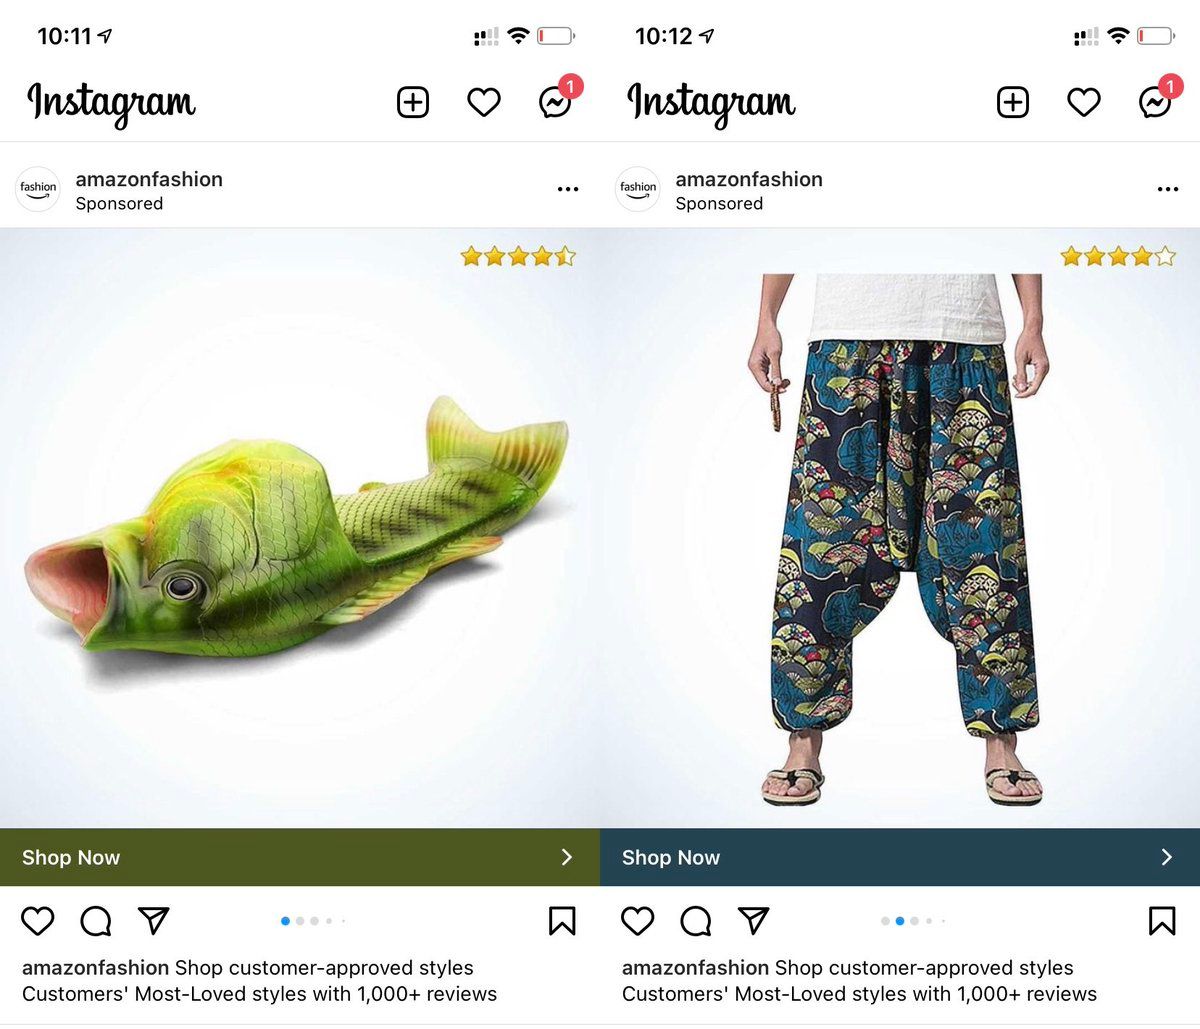 10:11
Instagram
1
fashion
amazonfashion
Sponsored
Shop Now
amazonfashion Shop customer-approved styles
Customers' Most-Loved styles with 1,000+ reviews
10:12
Instagram
1
fashion
amazonfashion
Sponsored
Shop Now
amazonfashion Shop customer-approved styles
Customers' Most-Loved styles with 1,000+ reviews